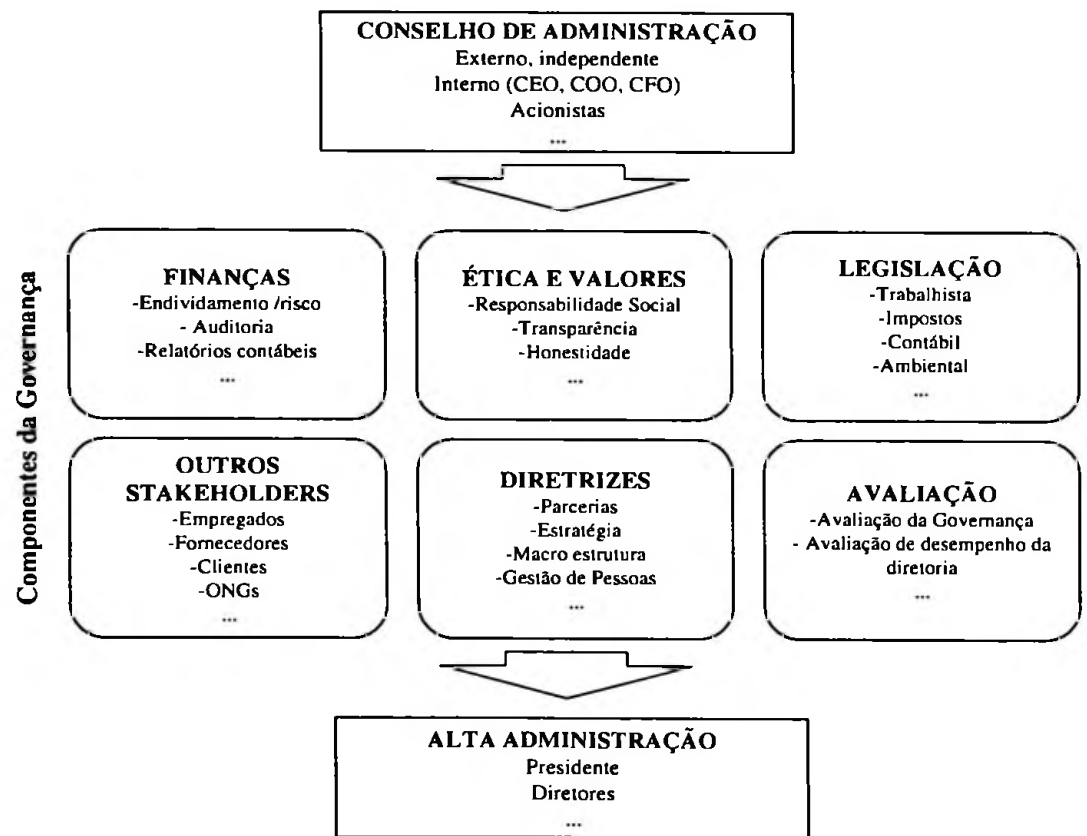 CONSELHO DE ADMINISTRAÇÃO
Externo, independente
Interno (CEO, COO, CFO)
Acionistas
...
Componentes da Governança
FINANÇAS
-Endividamento /risco
- Auditoria
-Relatórios contábeis
...
ÉTICA E VALORES
-Responsabilidade Social
-Transparência
-Honestidade
...
LEGISLAÇÃO
-Trabalhista
-Impostos
-Contábil
-Ambiental
...
OUTROS
STAKEHOLDERS
-Empregados
-Fornecedores
-Clientes
-ONGs
...
DIRETRIZES
-Parcerias
-Estratégia
-Macro estrutura
-Gestão de Pessoas
...
AVALIAÇÃO
-Avaliação da Governança
- Avaliação de desempenho da
diretoria
...
ALTA ADMINISTRAÇÃO
Presidente
Diretores
...